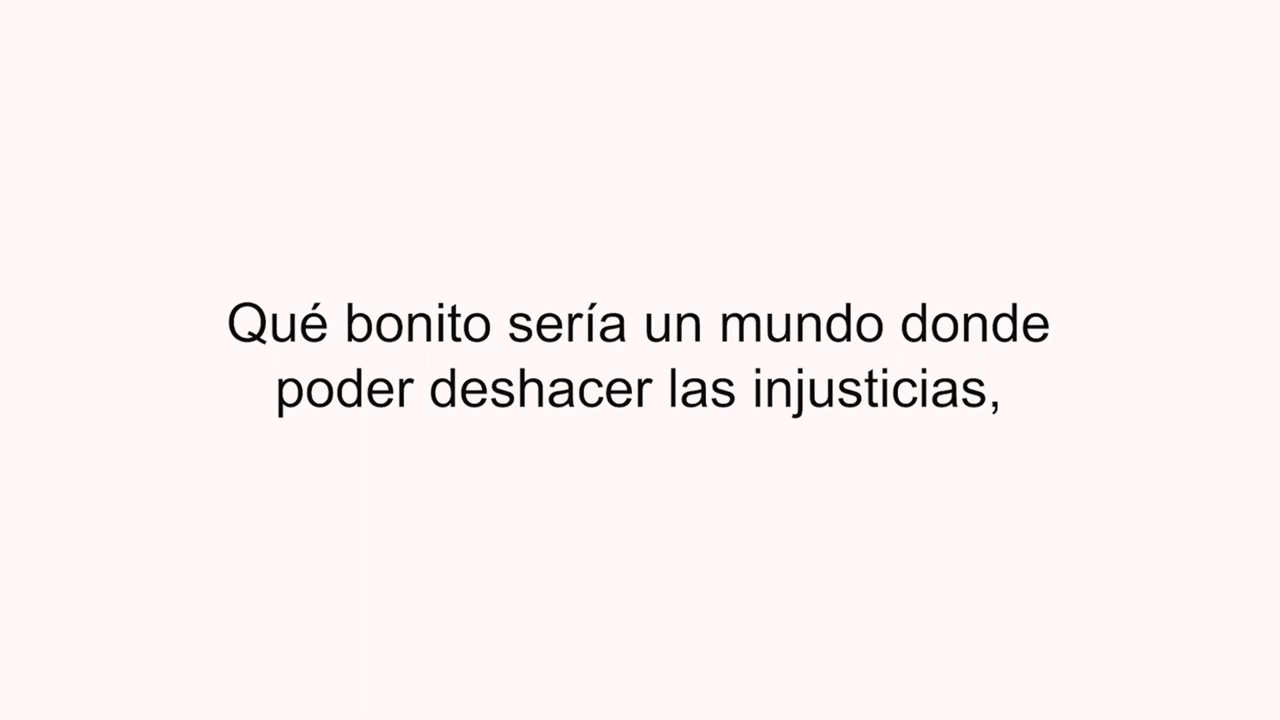 Qué bonito sería un mundo donde
poder deshacer las injusticias,